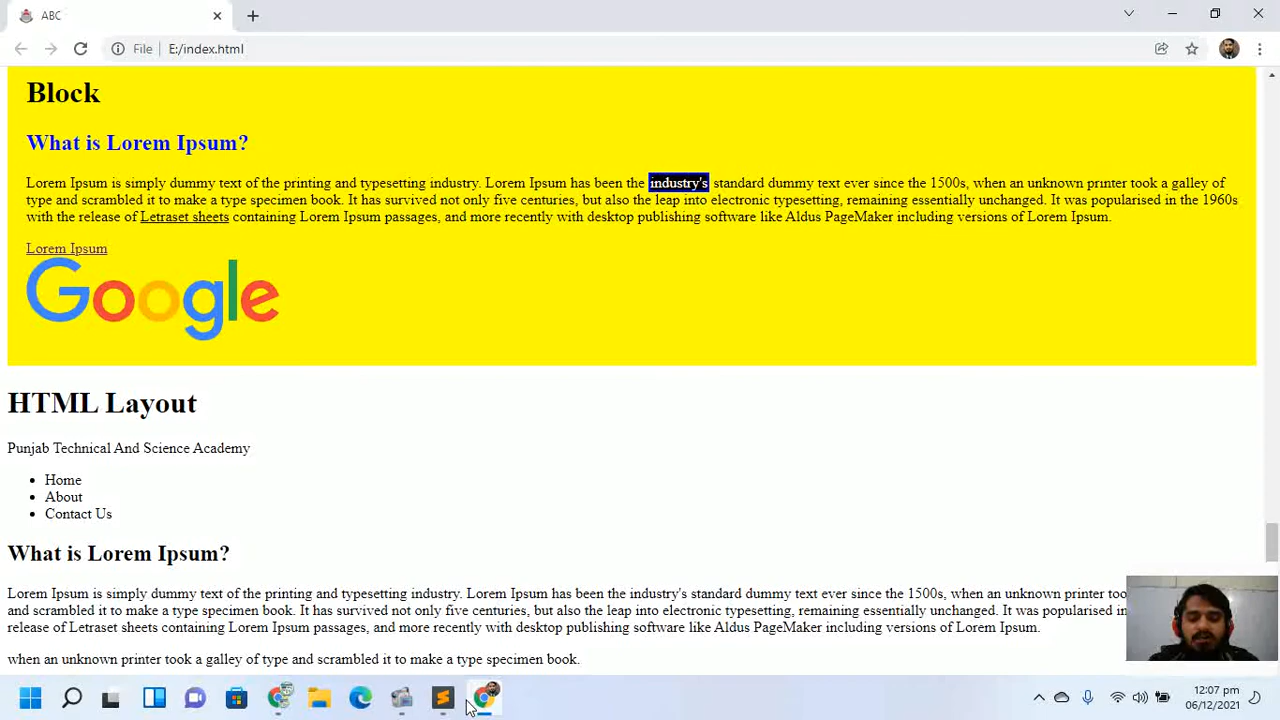 ABC
File
E:/index.html
Block
What is Lorem Ipsum?
Lorem Ipsum is simply dummy text of the printing and typesetting industry. Lorem Ipsum has been the industry's standard dummy text ever since the 1500s, when an unknown printer took a galley of
type and scrambled it to make a type specimen book. It has survived not only five centuries, but also the leap into electronic typesetting, remaining essentially unchanged. It was popularised in the 1960s
with the release of Letraset sheets containing Lorem Ipsum passages, and more recently with desktop publishing software like Aldus PageMaker including versions of Lorem Ipsum.
Lorem Ipsum
Google
HTML Layout
Punjab Technical And Science Academy
Home
About
Contact Us
What is Lorem Ipsum?
Lorem Ipsum is simply dummy text of the printing and typesetting industry. Lorem Ipsum has been the industry's standard dummy text ever since the 1500s, when an unknown printer too
and scrambled it to make a type specimen book. It has survived not only five centuries, but also the leap into electronic typesetting, remaining essentially unchanged. It was popularised in
release of Letraset sheets containing Lorem Ipsum passages, and more recently with desktop publishing software like Aldus PageMaker including versions of Lorem Ipsum.
when an unknown printer took a galley of type and scrambled it to make a type specimen book.
12:07 pm
06/12/2021